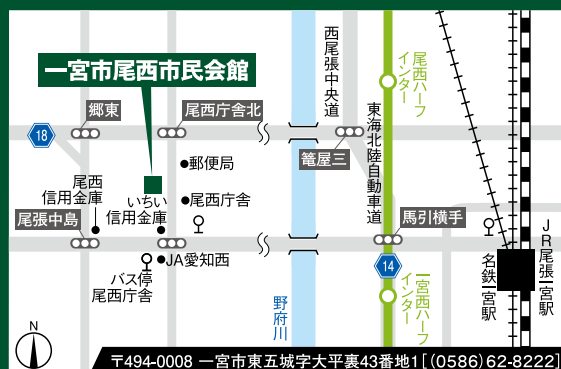 一宮市尾西市民会館
西尾張中央道
尾西ハーフ
インター
郷東
尾西庁舎北
18
東海北陸自動車道
篭屋三
郵便局
尾西
信用金庫
いちい
信用金庫
尾西庁舎
尾張中島
馬引横手
JA愛知西
バス停
尾西庁舎
14
野府川
一宮西ハーフ
インター
JR尾張一宮駅
名鉄一宮駅
N
〒494-0008 一宮市東五城字大平裏43番地1 [(0586)62-8222]